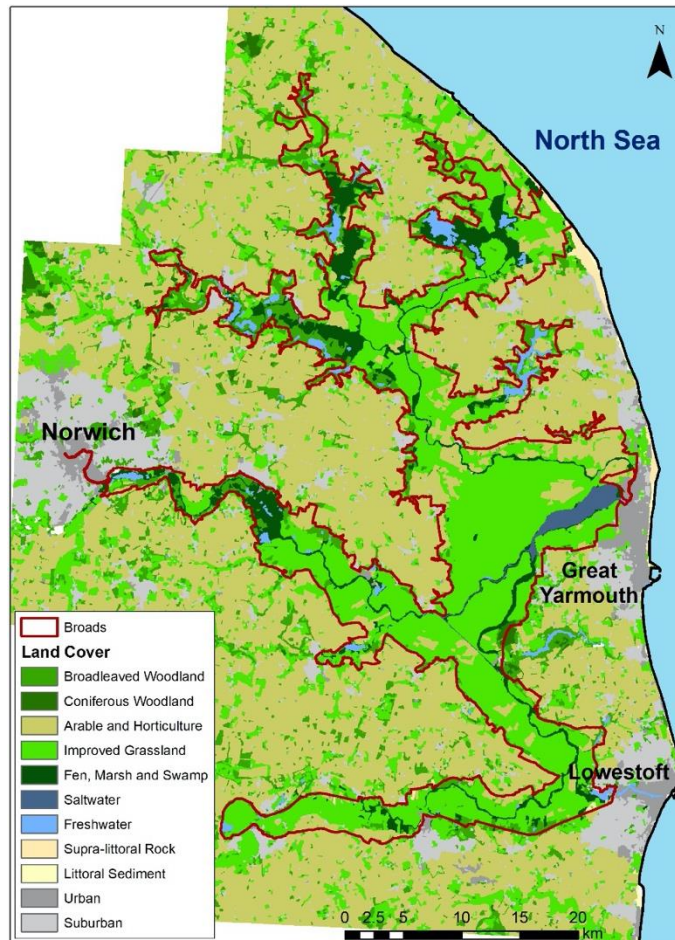 N
North Sea
Norwich
Great
Yarmouth
Lowestoft
Broads
Land Cover
Broadleaved Woodland
Coniferous Woodland
Arable and Horticulture
Improved Grassland
Fen, Marsh and Swamp
Saltwater
Freshwater
Supra-littoral Rock
Littoral Sediment
Urban
Suburban
0 2.5 5 10 15 20
km